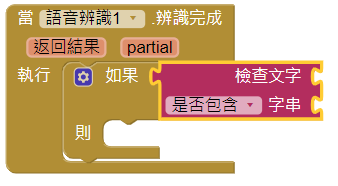 當 語音辨識1 .辨識完成
返回結果 partial
執行 如果 檢查文字
是否包含 字串
則